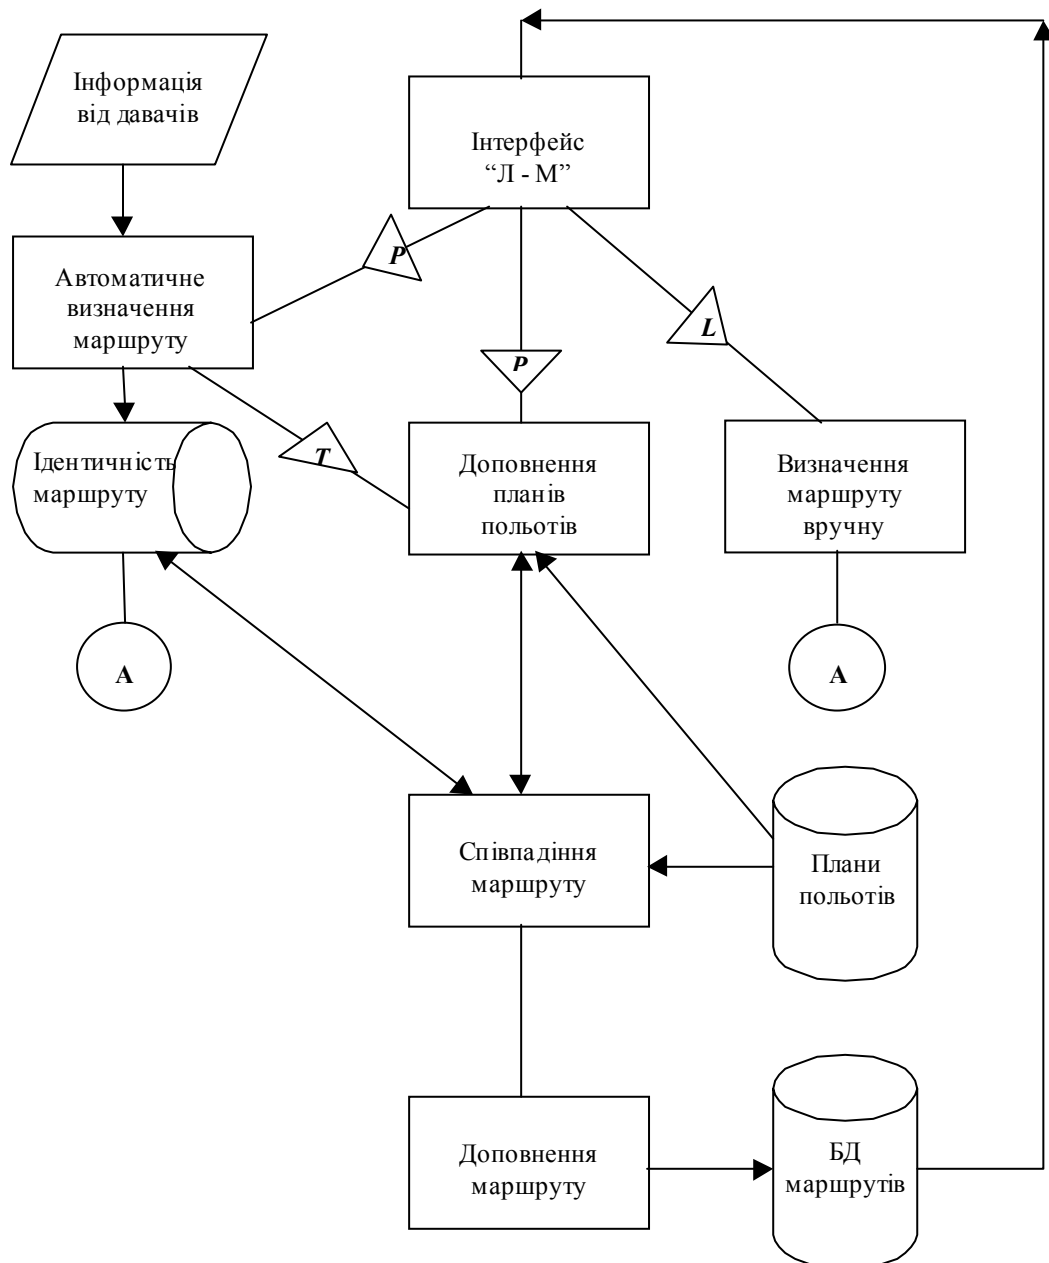 Інформація
від давачів
Інтерфейс
“Л - М”
P
Автоматичне
визначення
маршруту
L
P
Ідентичність
маршруту
T
Доповнення
планів
польотів
Визначення
маршруту
вручну
А
А
Співпадіння
маршруту
Плани
польотів
Доповнення
маршруту
БД
маршрутів